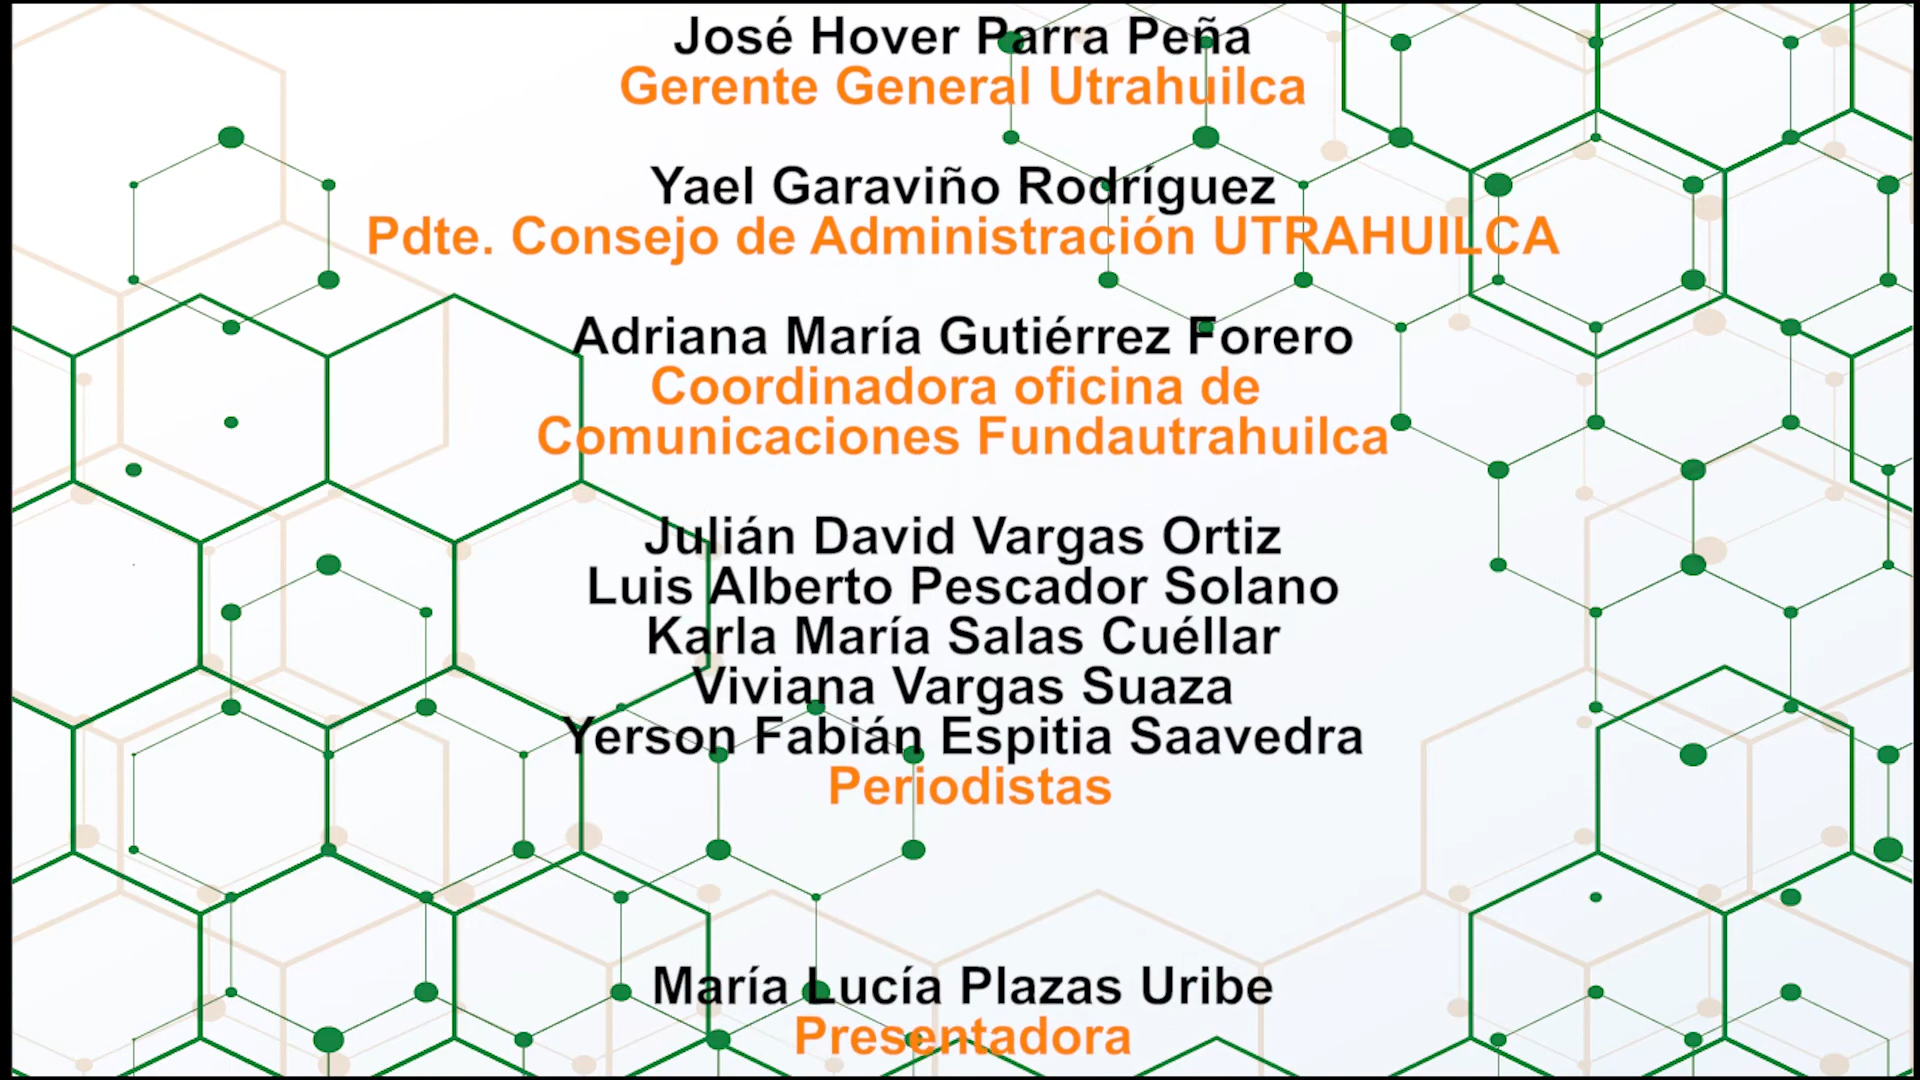 José Hover Parra Peña
Gerente General Utrahuilca
Yael Garaviño Rodríguez
Pdte. Consejo de Administración UTRAHUILCA
Adriana María Gutiérrez Forero
Coordinadora oficina de
Comunicaciones Fundautrahuilca
Julián David Vargas Ortiz
Luis Alberto Pescador Solano
Karla María Salas Cuéllar
Viviana Vargas Suaza
Yerson Fabián Espitia Saavedra
Periodistas
María Lucía Plazas Uribe
Presentadora